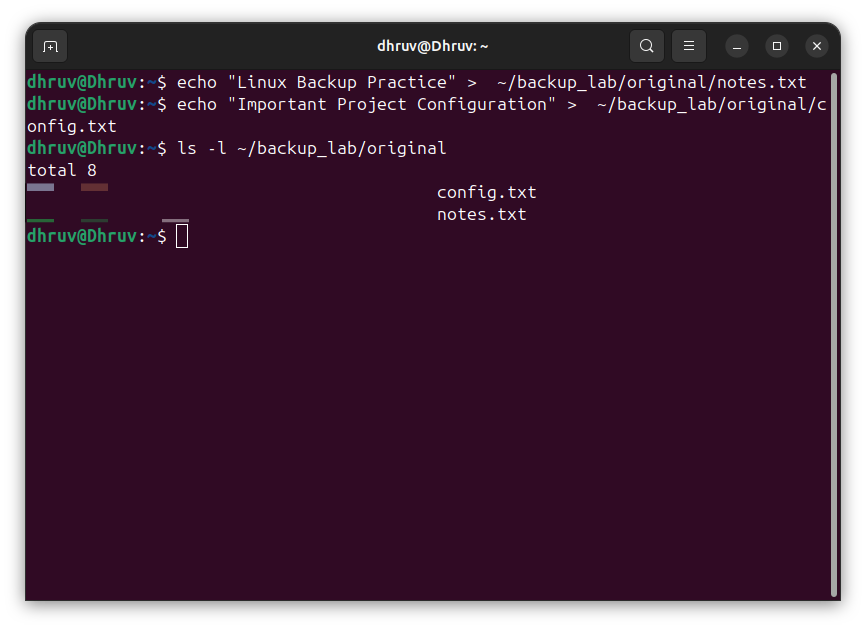 dhruv@Dhruv: ~
dhruv@Dhruv:~$ echo "Linux Backup Practice" >  ~/backup_lab/original/notes.txt
dhruv@Dhruv:~$ echo "Important Project Configuration" >  ~/backup_lab/original/c
onfig.txt
dhruv@Dhruv:~$ ls -l ~/backup_lab/original
total 8
config.txt
notes.txt
dhruv@Dhruv:~$